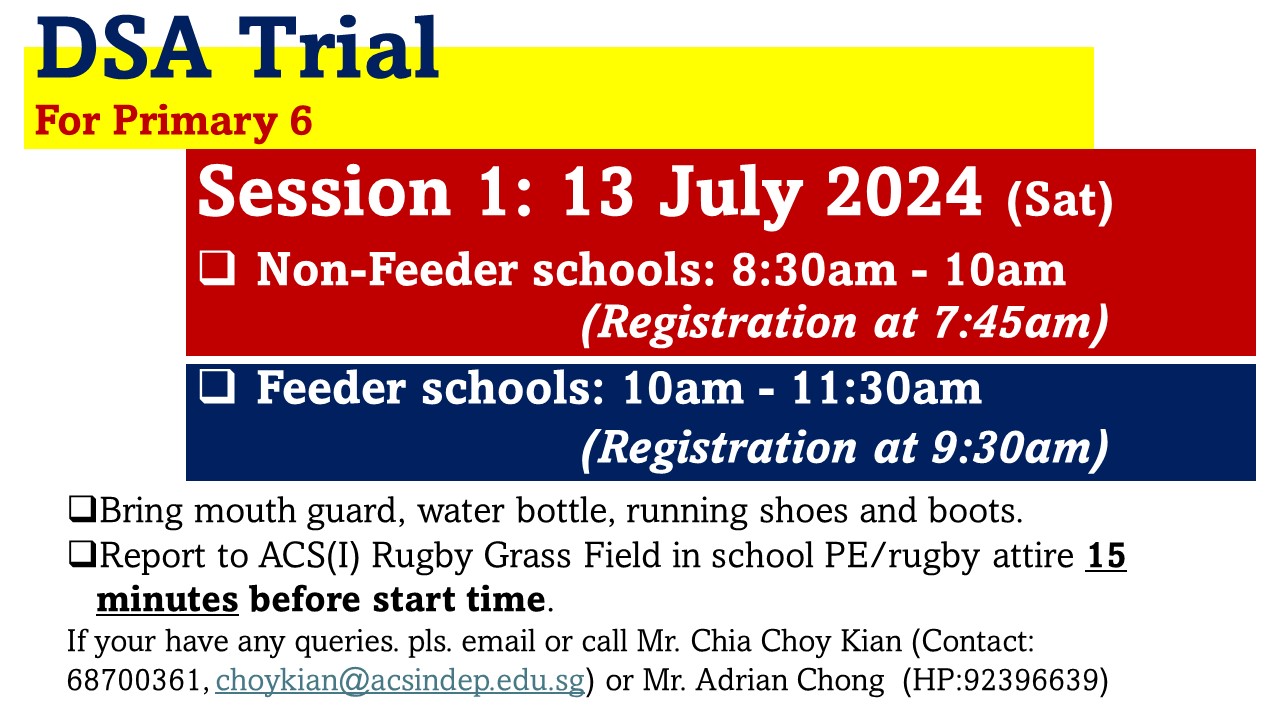 DSA Trial
For Primary 6
Session 1: 13 July 2024 (Sat)
❑ Non-Feeder schools: 8:30am - 10am
(Registration at 7:45am)
❑ Feeder schools: 10am - 11:30am
(Registration at 9:30am)
❑Bring mouth guard, water bottle, running shoes and boots.
❑Report to ACS(I) Rugby Grass Field in school PE/rugby attire 15
minutes before start time.
If your have any queries. pls. email or call Mr. Chia Choy Kian (Contact:
68700361, choykian@acsindep.edu.sg) or Mr. Adrian Chong (HP:92396639)